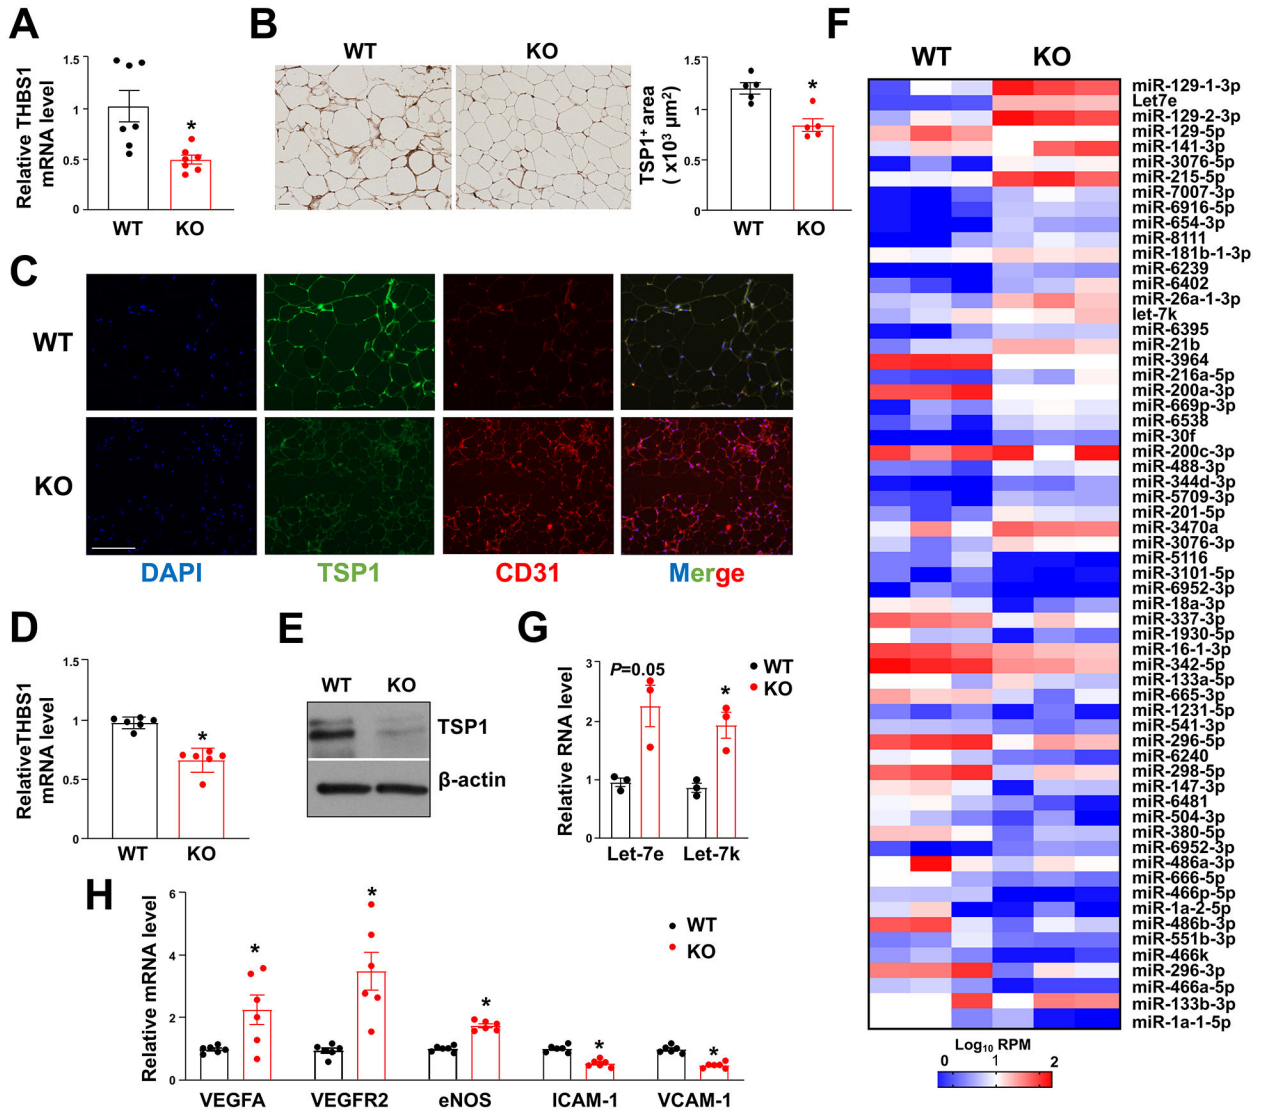 A
Relative THBS1
mRNA level
1.5
1
0.5
0
*
WT
KO
B
WT
KO
TSP1⁺ area
( x10³ µm²)
1.5
1
0.5
0
*
WT
KO
C
WT
KO
DAPI
TSP1
CD31
Merge
D
RelativeTHBS1
mRNA level
1.5
1
0.5
0
*
WT
KO
E
WT
KO
TSP1
β-actin
G
Relative RNA level
3
2
1
0
P=0.05
*
WT
KO
Let-7e
Let-7k
H
Relative mRNA level
6
4
2
0
*
*
*
*
*
WT
KO
VEGFA
VEGFR2
eNOS
ICAM-1
VCAM-1
F
WT
KO
miR-129-1-3p
Let7e
miR-129-2-3p
miR-129-5p
miR-141-3p
miR-3076-5p
miR-215-5p
miR-7007-3p
miR-6916-5p
miR-654-3p
miR-8111
miR-181b-1-3p
miR-6239
miR-6402
miR-26a-1-3p
let-7k
miR-6395
miR-21b
miR-3964
miR-216a-5p
miR-200a-3p
miR-669p-3p
miR-6538
miR-30f
miR-200c-3p
miR-488-3p
miR-344d-3p
miR-5709-3p
miR-201-5p
miR-3470a
miR-3076-3p
miR-5116
miR-3101-5p
miR-6952-3p
miR-18a-3p
miR-337-3p
miR-1930-5p
miR-16-1-3p
miR-342-5p
miR-133a-5p
miR-665-3p
miR-1231-5p
miR-541-3p
miR-296-5p
miR-6240
miR-298-5p
miR-147-3p
miR-6481
miR-504-3p
miR-380-5p
miR-6952-3p
miR-486a-3p
miR-666-5p
miR-466p-5p
miR-1a-2-5p
miR-486b-3p
miR-551b-3p
miR-466k
miR-296-3p
miR-466a-5p
miR-133b-3p
miR-1a-1-5p
Log₁₀ RPM
0
1
2